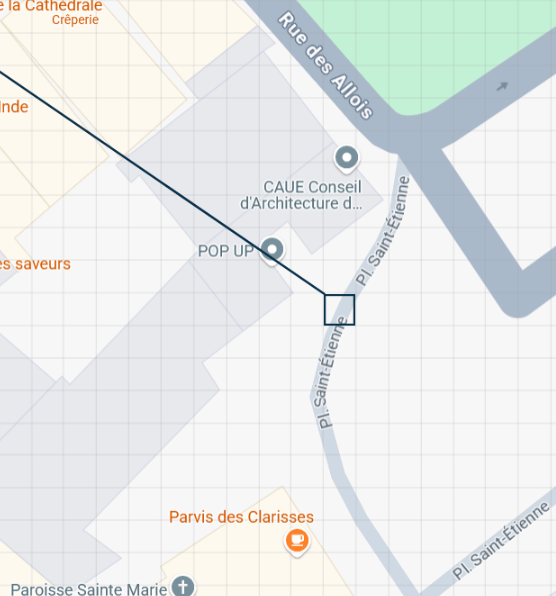 e la Cathédrale
Crêperie
Rue des Allois
Inde
CAUE Conseil
d'Architecture d...
Pl. Saint-Étienne
POP UP
es saveurs
Pl. Saint-Étienne
Parvis des Clarisses
Pl. Saint-Étienne
Paroisse Sainte Marie